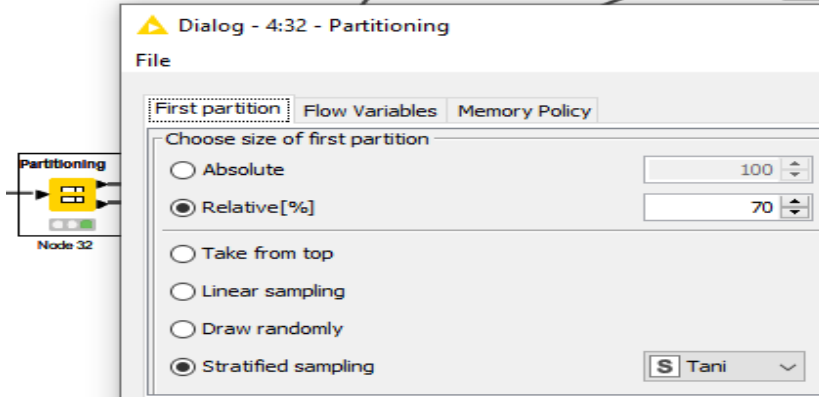 Dialog - 4:32 - Partitioning
File
First partition Flow Variables Memory Policy
Choose size of first partition
Partitioning
Absolute 100
Relative[%] 70
Node 32
Take from top
Linear sampling
Draw randomly
Stratified sampling S Tani